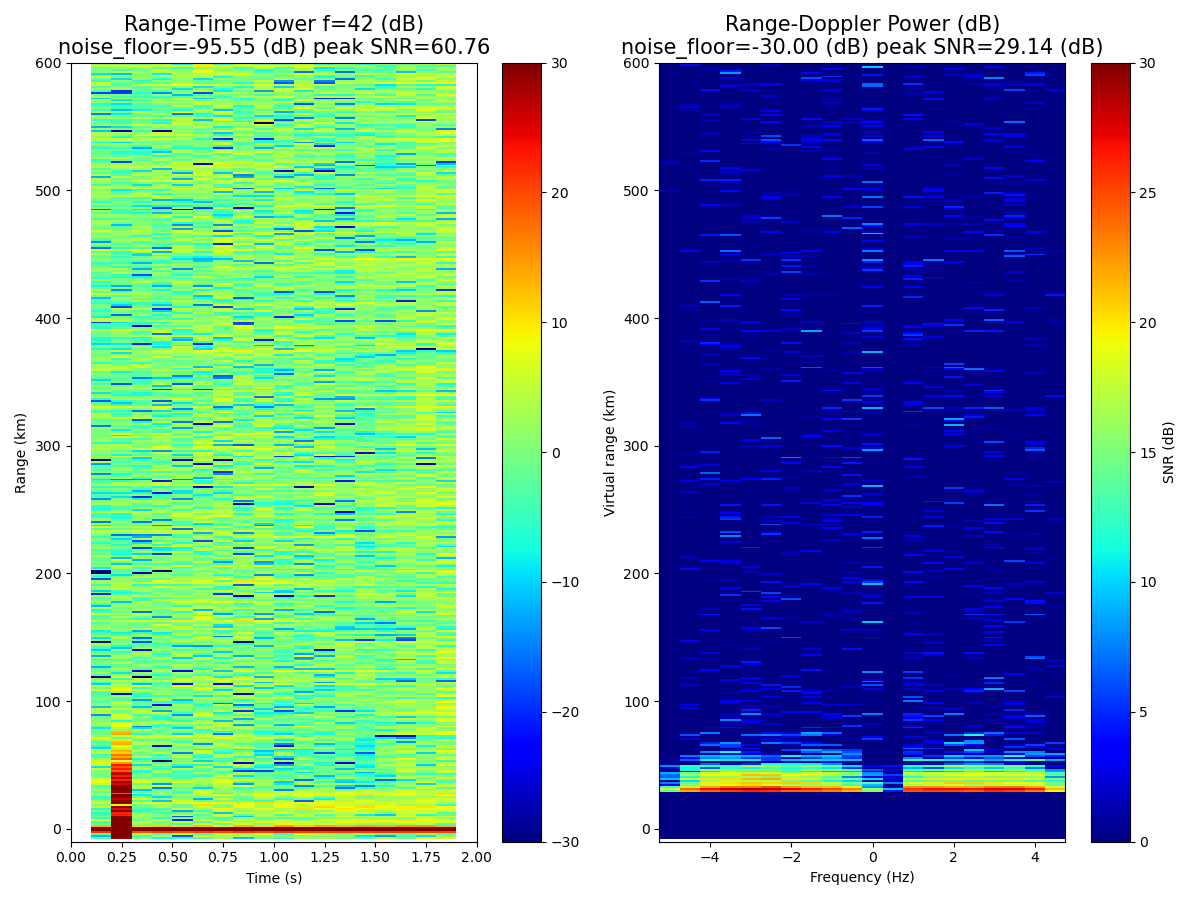 Range-Time Power f=42 (dB)
noise_floor=-95.55 (dB) peak SNR=60.76
Range (km)
600
500
400
300
200
100
0
0.00 0.25 0.50 0.75 1.00 1.25 1.50 1.75 2.00
Time (s)
30
20
10
0
−10
−20
−30
Range-Doppler Power (dB)
noise_floor=-30.00 (dB) peak SNR=29.14 (dB)
Virtual range (km)
600
500
400
300
200
100
0
−4 −2 0 2 4
Frequency (Hz)
30
25
20
15
10
5
0
SNR (dB)